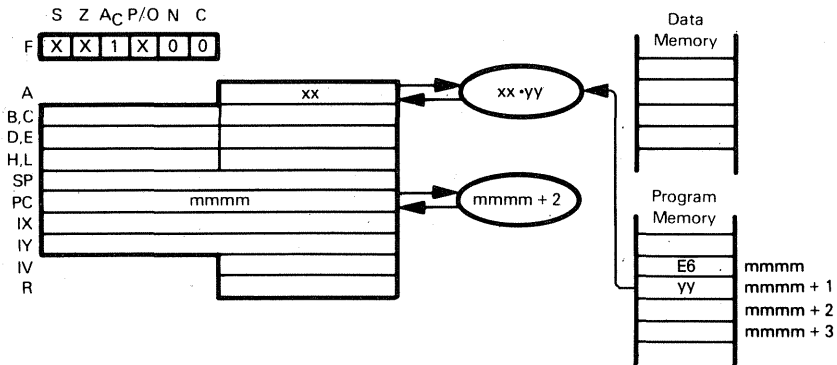 S Z AC P/O N C
F X X 1 X 0 0
Data
Memory
A xx
xx •yy
B,C
D,E
H,L
SP
PC mmmm
mmmm + 2
IX
IY
IV
R
Program
Memory
E6 mmmm
yy mmmm + 1
mmmm + 2
mmmm + 3